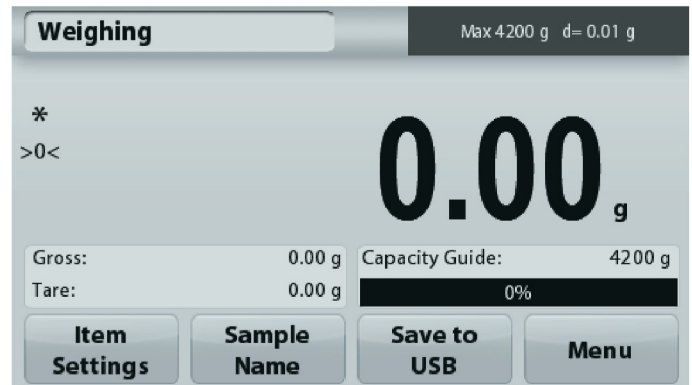 Weighing
Max 4200 g d= 0.01 g
*
>0<
0.00 g
Gross: 0.00 g
Tare: 0.00 g
Capacity Guide: 4200 g
0%
Item
Settings
Sample
Name
Save to
USB
Menu